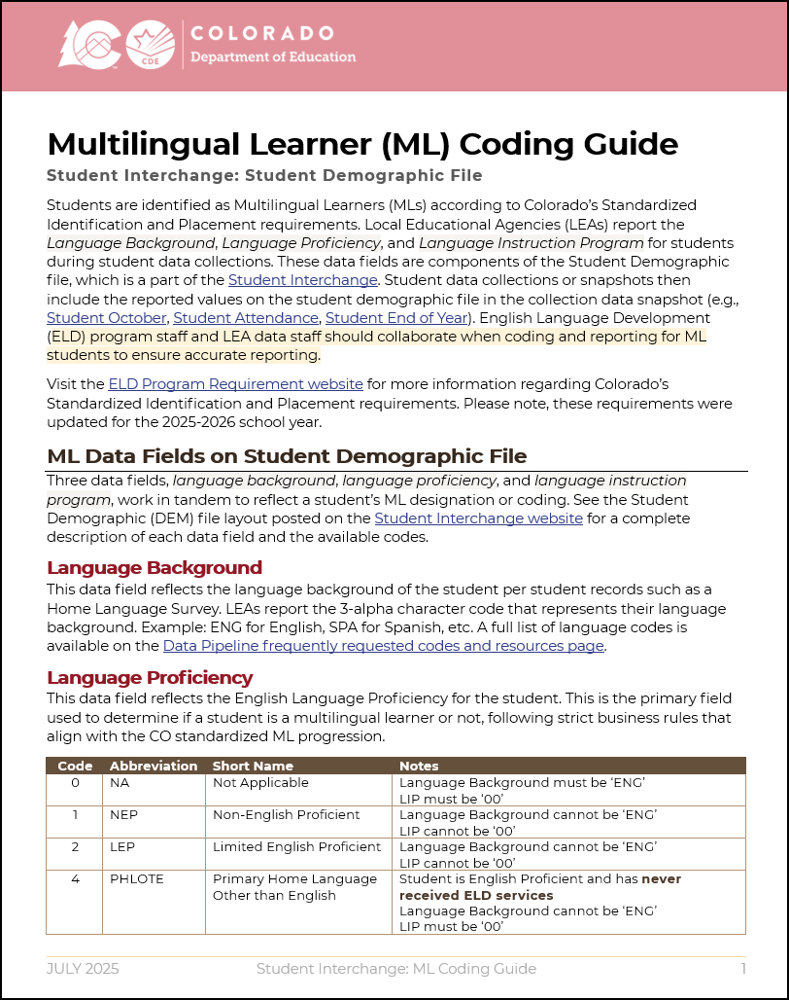 COLORADO
Department of Education
CDE
Multilingual Learner (ML) Coding Guide
Student Interchange: Student Demographic File
Students are identified as Multilingual Learners (MLs) according to Colorado’s Standardized
Identification and Placement requirements. Local Educational Agencies (LEAs) report the
Language Background, Language Proficiency, and Language Instruction Program for students
during student data collections. These data fields are components of the Student Demographic
file, which is a part of the Student Interchange. Student data collections or snapshots then
include the reported values on the student demographic file in the collection data snapshot (e.g.,
Student October, Student Attendance, Student End of Year). English Language Development
(ELD) program staff and LEA data staff should collaborate when coding and reporting for ML
students to ensure accurate reporting.
Visit the ELD Program Requirement website for more information regarding Colorado’s
Standardized Identification and Placement requirements. Please note, these requirements were
updated for the 2025-2026 school year.
ML Data Fields on Student Demographic File
Three data fields, language background, language proficiency, and language instruction
program, work in tandem to reflect a student’s ML designation or coding. See the Student
Demographic (DEM) file layout posted on the Student Interchange website for a complete
description of each data field and the available codes.
Language Background
This data field reflects the language background of the student per student records such as a
Home Language Survey. LEAs report the 3-alpha character code that represents their language
background. Example: ENG for English, SPA for Spanish, etc. A full list of language codes is
available on the Data Pipeline frequently requested codes and resources page.
Language Proficiency
This data field reflects the English Language Proficiency for the student. This is the primary field
used to determine if a student is a multilingual learner or not, following strict business rules that
align with the CO standardized ML progression.
Code Abbreviation Short Name Notes
0 NA Not Applicable Language Background must be ‘ENG’
LIP must be ‘00’
1 NEP Non-English Proficient Language Background cannot be ‘ENG’
LIP cannot be ‘00’
2 LEP Limited English Proficient Language Background cannot be ‘ENG’
LIP cannot be ‘00’
4 PHLOTE Primary Home Language Student is English Proficient and has never
Other than English received ELD services
Language Background cannot be ‘ENG’
LIP must be ‘00’
JULY 2025 Student Interchange: ML Coding Guide 1